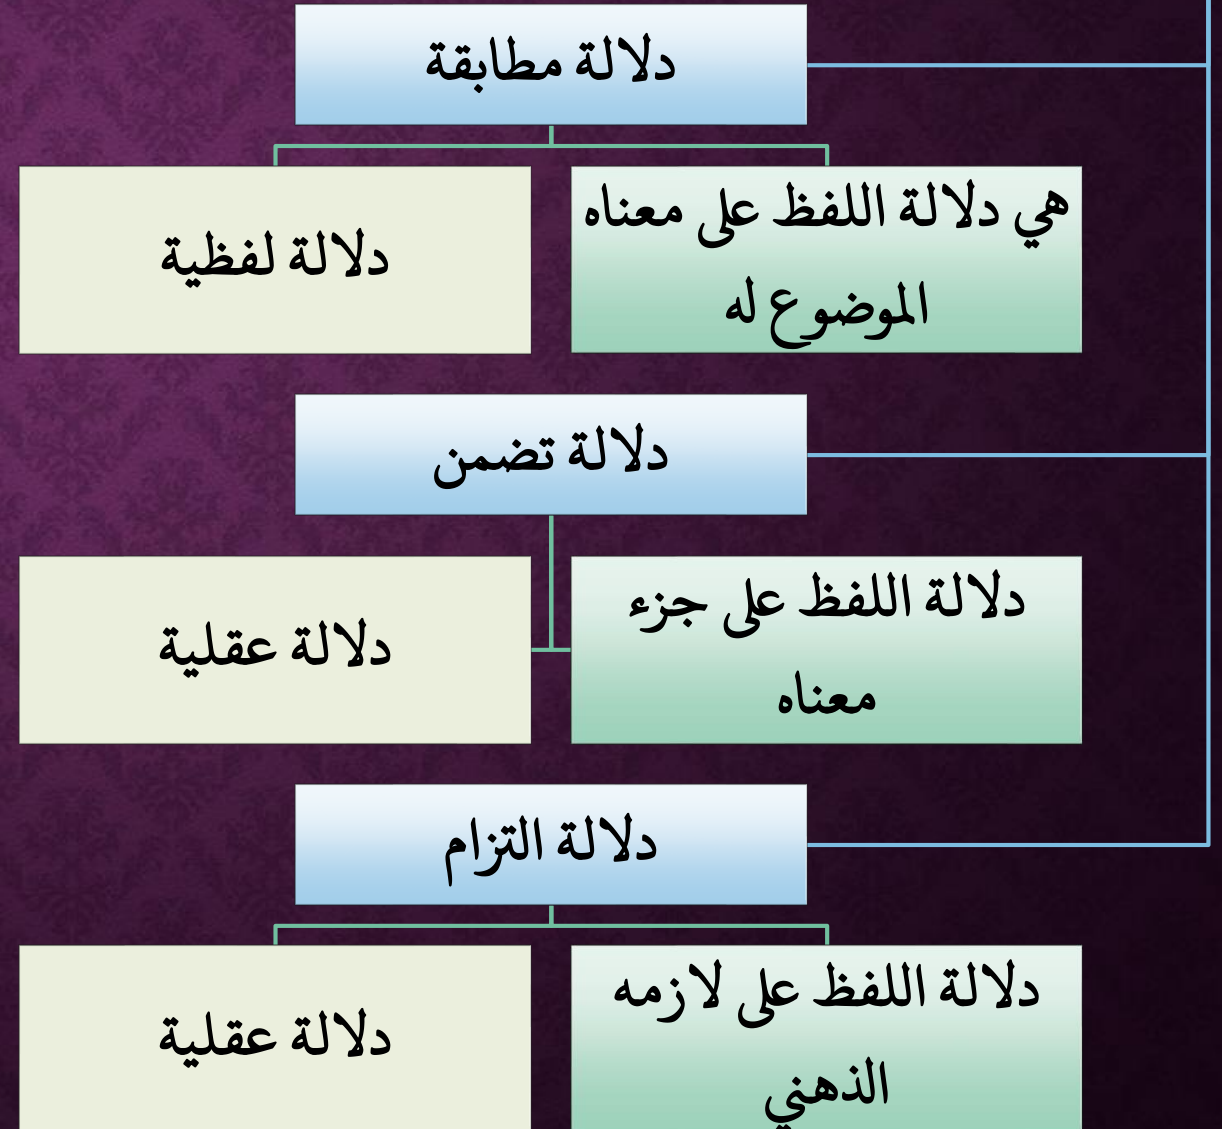 دلالة مطابقة
هي دلالة اللفظ على معناه
الموضوع له
دلالة لفظية
دلالة تضمن
دلالة اللفظ على جزء
معناه
دلالة عقلية
دلالة التزام
دلالة اللفظ على لازمه
الذهني
دلالة عقلية